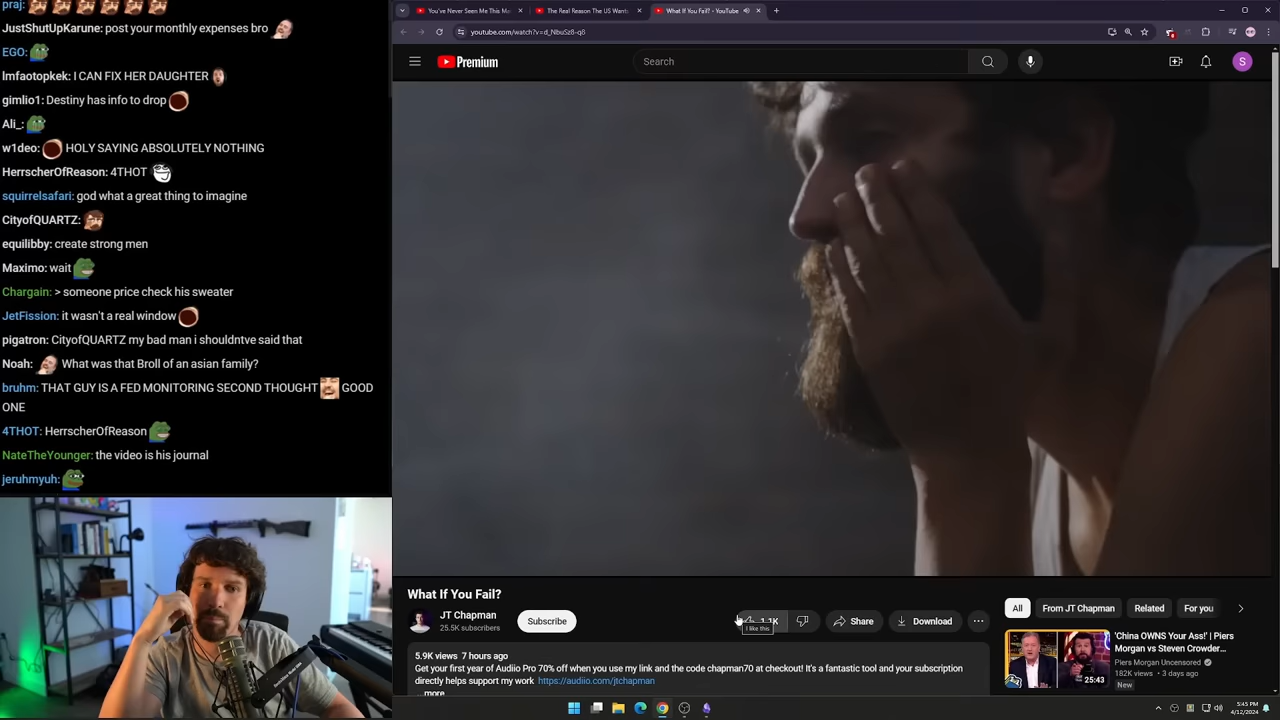 praj:
JustShutUpKarune: post your monthly expenses bro
EGO:
lmfaotopkek: I CAN FIX HER DAUGHTER
gimlio1: Destiny has info to drop
Ali_:
w1deo: HOLY SAYING ABSOLUTELY NOTHING
HerrscherOfReason: 4THOT
squirrelsafari: god what a great thing to imagine
CityofQUARTZ:
equilibby: create strong men
Maximo: wait
Chargain: > someone price check his sweater
JetFission: it wasn't a real window
pigatron: CityofQUARTZ my bad man i shouldntve said that
Noah: What was that Broll of an asian family?
bruhm: THAT GUY IS A FED MONITORING SECOND THOUGHT GOOD
ONE
4THOT: HerrscherOfReason
NateTheYounger: the video is his journal
jeruhmyuh:
You've Never Seen Me This Ma
The Real Reason The US Wants
What If You Fail? - YouTube
youtube.com/watch?v=d_NbuSz8-q8
Premium
Search
S
What If You Fail?
JT Chapman
25.5K subscribers
Subscribe
1.1K
I like this
Share
Download
5.9K views 7 hours ago
Get your first year of Audiio Pro 70% off when you use my link and the code chapman70 at checkout! It's a fantastic tool and your subscription
directly helps support my work https://audiio.com/jtchapman
...more
All
From JT Chapman
Related
For you
'China OWNS Your Ass!' | Piers
Morgan vs Steven Crowder...
Piers Morgan Uncensored
182K views • 3 days ago
New
25:43
5:45 PM
4/12/2024